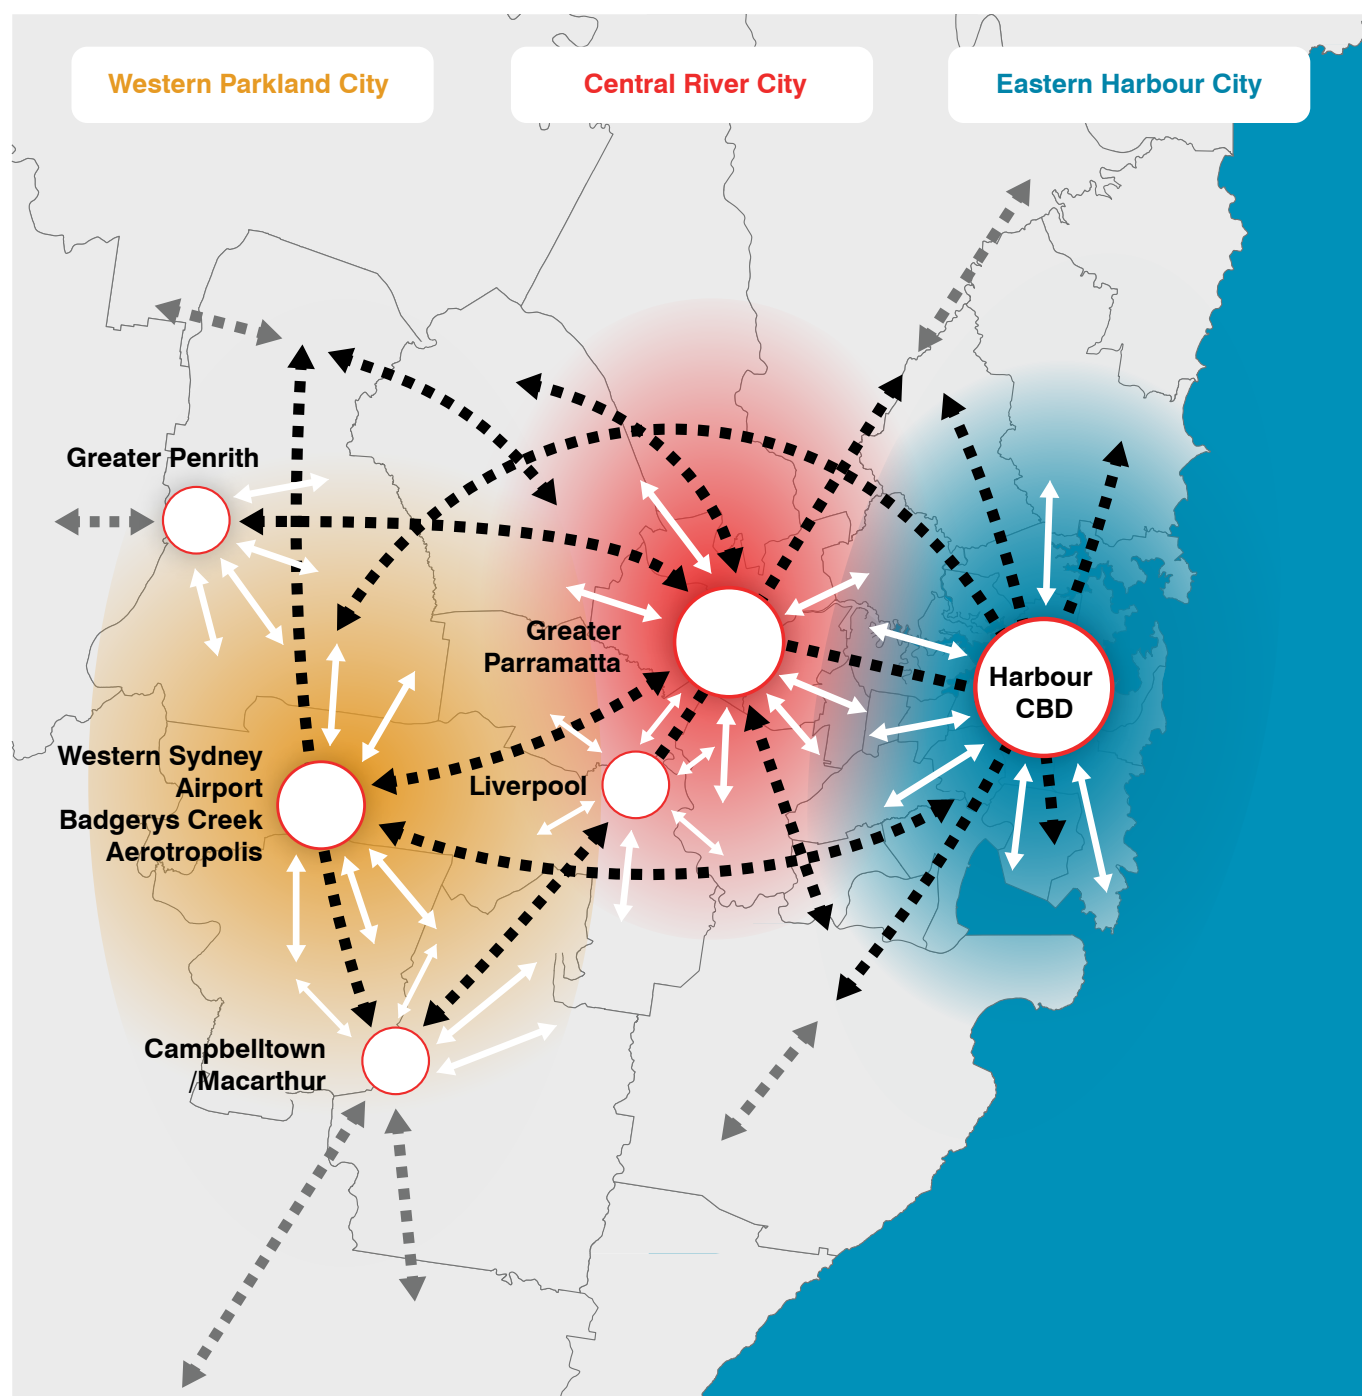 Western Parkland City
Central River City
Eastern Harbour City
Greater Penrith
Greater
Parramatta
Harbour
CBD
Western Sydney
Airport
Badgerys Creek
Aerotropolis
Liverpool
Campbelltown
/Macarthur